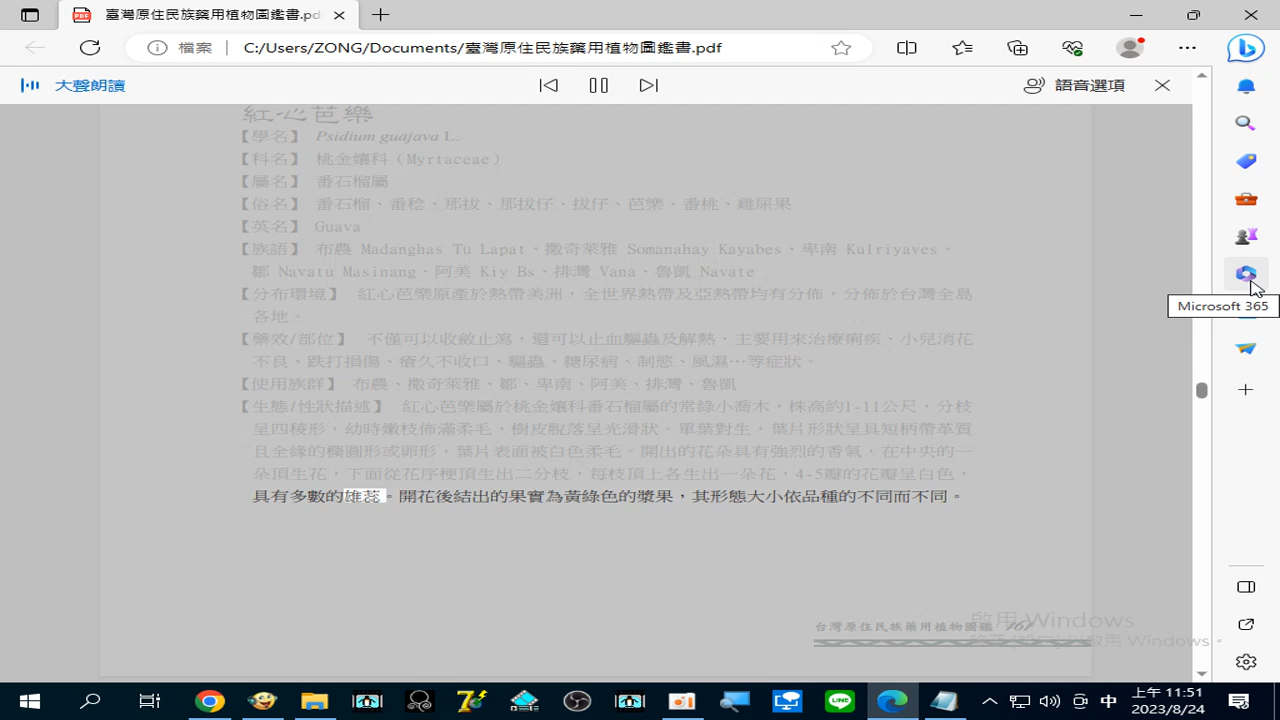 臺灣原住民族藥用植物圖鑑書.pd
檔案 C:/Users/ZONG/Documents/臺灣原住民族藥用植物圖鑑書.pdf
大聲朗讀
語音選項
紅心芭樂
【學名】 Psidium guajava L.
【科名】 桃金孃科（Myrtaceae）
【屬名】 番石榴屬
【俗名】 番石榴、番稔、那拔、那拔仔、拔仔、芭樂、番桃、雞屎果
【英名】 Guava
【族語】 布農 Madanghas Tu Lapat、撒奇萊雅 Somanahay Kayabes、卑南 Kulriyaves、
鄒 Navatu Masinang、阿美 Kiy Bs、排灣 Vana、魯凱 Navate
【分布環境】 紅心芭樂原產於熱帶美洲，全世界熱帶及亞熱帶均有分佈，分佈於台灣全島
各地。
【藥效/部位】 不僅可以收斂止瀉，還可以止血驅蟲及解熱，主要用來治療痢疾、小兒消花
不良、跌打損傷、瘡久不收口、驅蟲、糖尿病、制慾、風濕…等症狀。
【使用族群】 布農、撒奇萊雅、鄒、卑南、阿美、排灣、魯凱
【生態/性狀描述】 紅心芭樂屬於桃金孃科番石榴屬的常綠小喬木，株高約1-11公尺，分枝
呈四稜形，幼時嫩枝佈滿柔毛，樹皮脫落呈光滑狀。單葉對生，葉片形狀呈具短柄帶革質
且全緣的橢圓形或卵形，葉片表面被白色柔毛。開出的花朵具有強烈的香氣，在中央的一
朵頂生花，下面從花序梗頂生出二分枝，每枝頂上各生出一朵花，4-5瓣的花瓣呈白色，
具有多數的雄蕊。開花後結出的果實為黃綠色的漿果，其形態大小依品種的不同而不同。
Microsoft 365
台灣原住民族藥用植物圖鑑 167
啟用 Windows
移至 [設定] 以啟用 Windows。
中
上午 11:51
2023/8/24